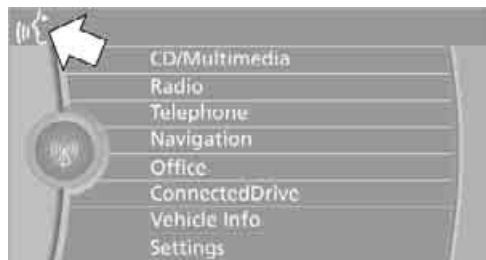 CD/Multimedia
Radio
Telephone
Navigation
Office
ConnectedDrive
Vehicle Info
Settings